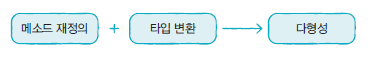 메소드 재정의 + 타입 변환 → 다형성